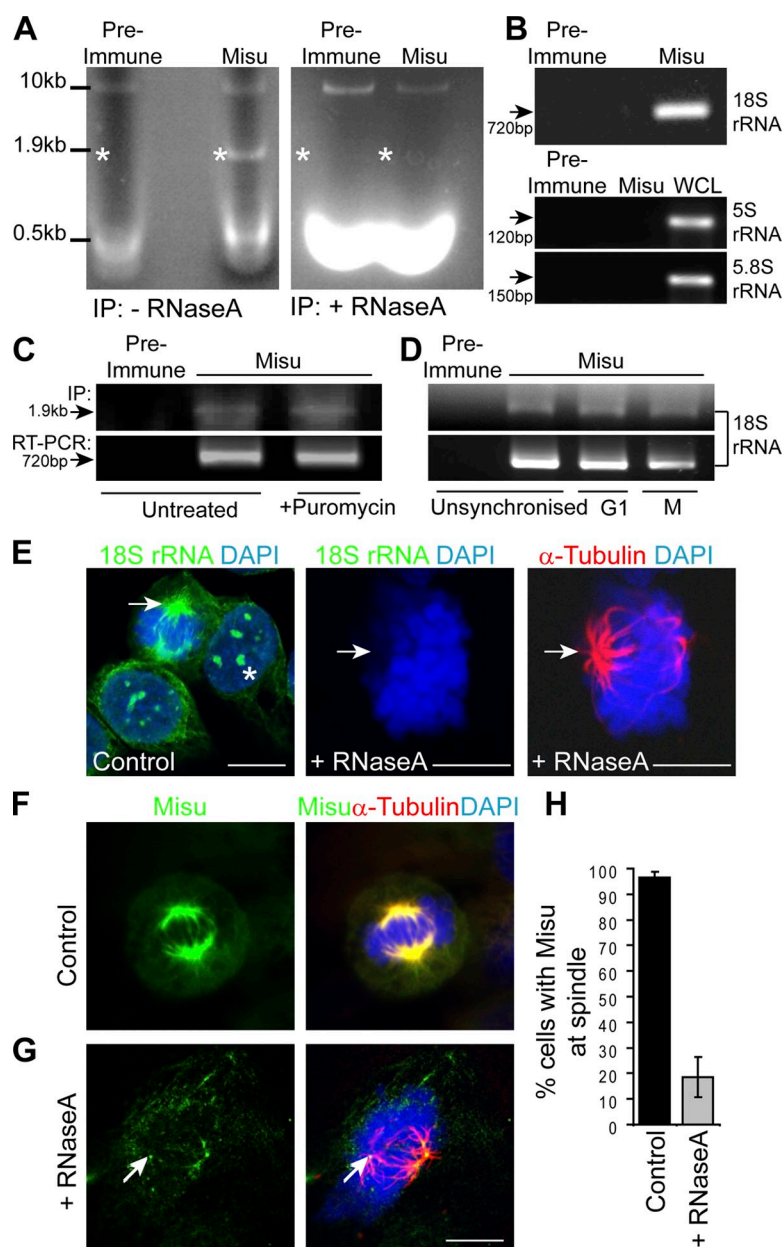 A
Pre-
Immune Misu
Pre-
Immune Misu
10kb
1.9kb
0.5kb
* *
* *
IP: - RNaseA
IP: + RNaseA
B
Pre-
Immune Misu
720bp
18S
rRNA
Pre-
Immune Misu WCL
120bp
5S
rRNA
150bp
5.8S
rRNA
C
Pre-
Immune Misu
IP:
1.9kb
RT-PCR:
720bp
Untreated +Puromycin
D
Pre-
Immune Misu
18S
rRNA
Unsynchronised G1 M
E
18S rRNA DAPI
*
Control
18S rRNA DAPI
+ RNaseA
α-Tubulin DAPI
+ RNaseA
F
Misu
Misuα-TubulinDAPI
Control
G
+ RNaseA
H
% cells with Misu
at spindle
100
90
80
70
60
50
40
30
20
10
0
Control
+ RNaseA